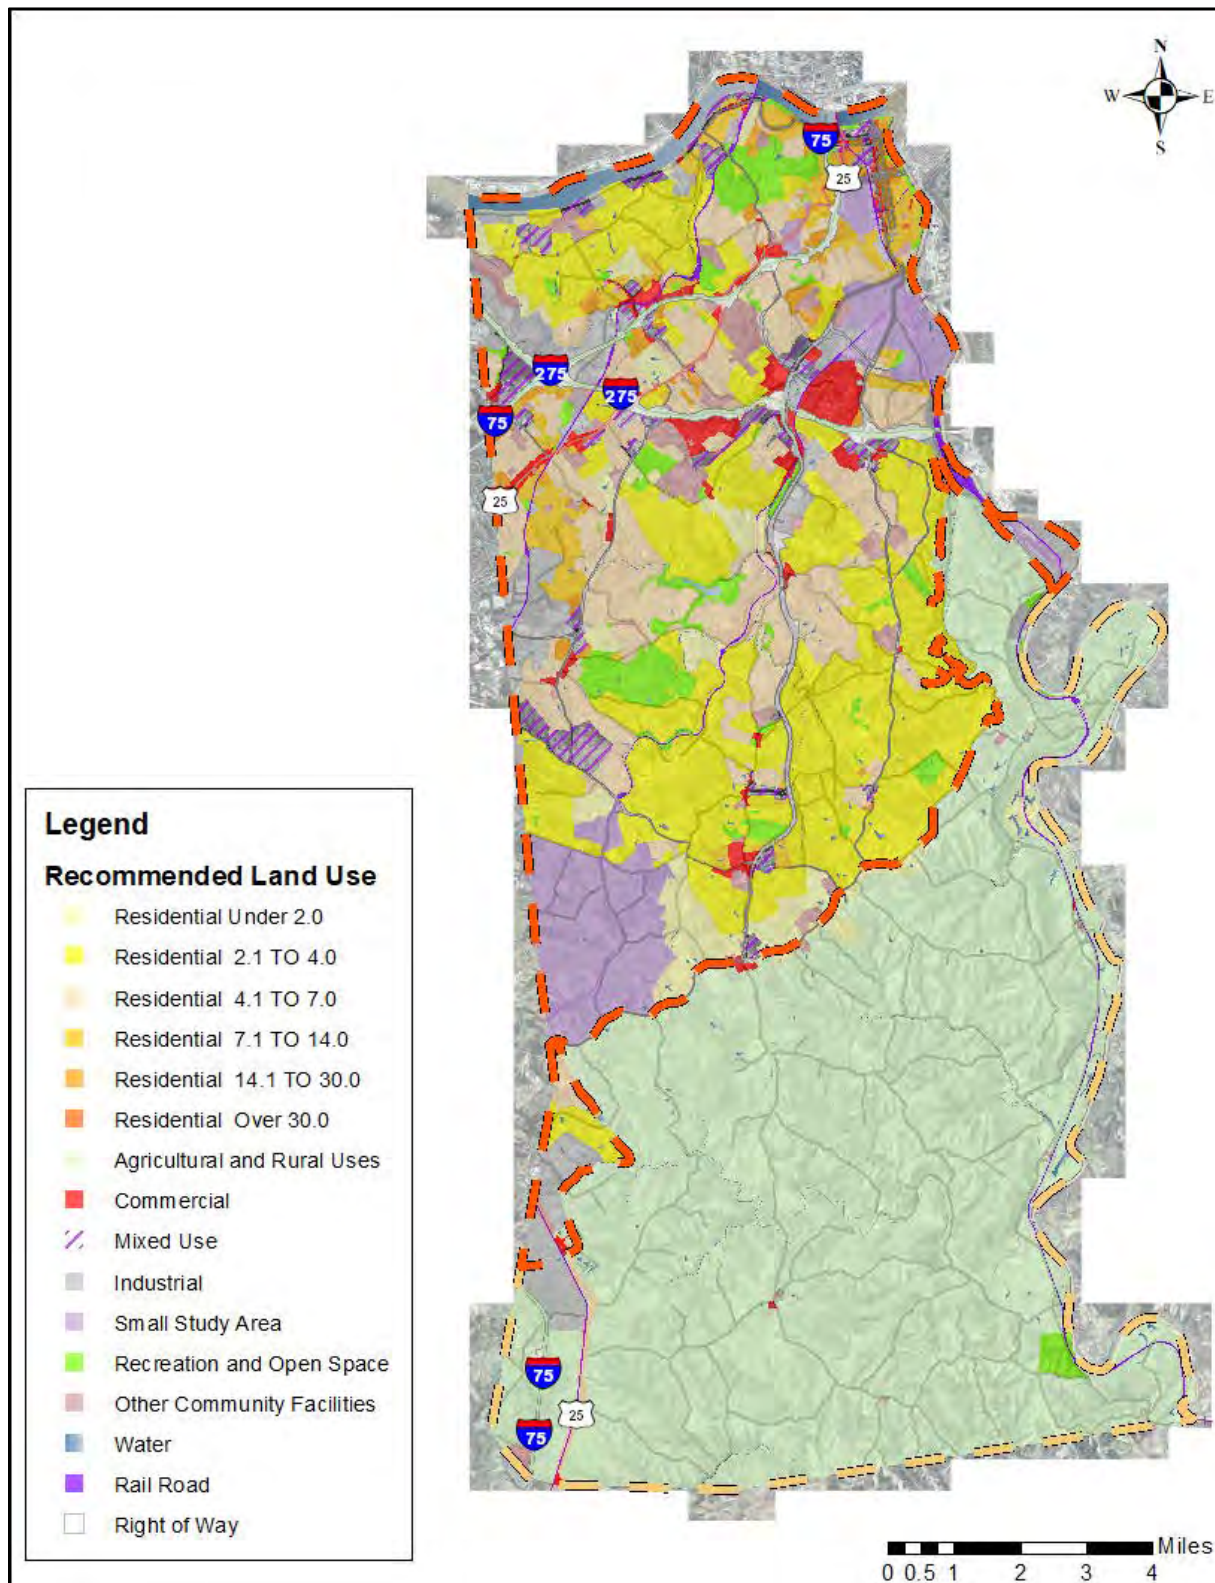 N
W E
S
75
25
275
275
75
25
Legend
Recommended Land Use
Residential Under 2.0
Residential 2.1 TO 4.0
Residential 4.1 TO 7.0
Residential 7.1 TO 14.0
Residential 14.1 TO 30.0
Residential Over 30.0
Agricultural and Rural Uses
Commercial
Mixed Use
Industrial
Small Study Area
Recreation and Open Space
Other Community Facilities
Water
Rail Road
Right of Way
75
25
75
Miles
0 0.5 1 2 3 4